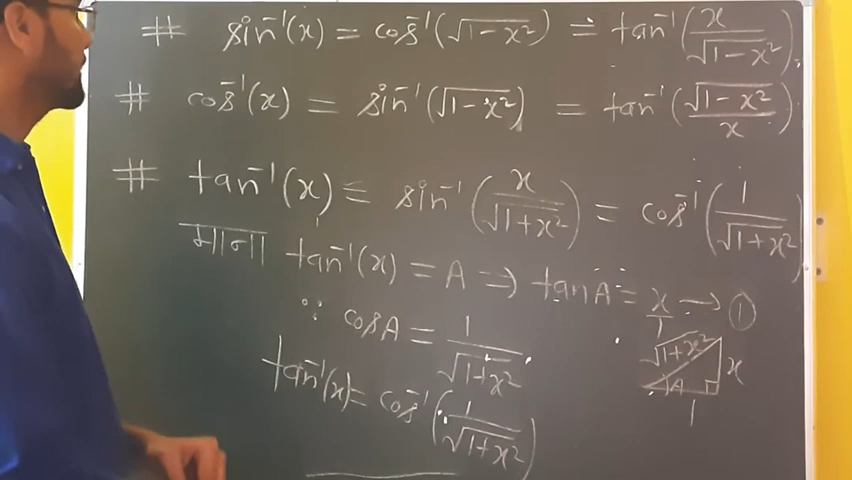 # sin⁻¹(x) = cos⁻¹(√(1-x²)) = tan⁻¹(x/√(1-x²)).
# cos⁻¹(x) = sin⁻¹(√(1-x²)) = tan⁻¹(√(1-x²)/x)
# tan⁻¹(x) = sin⁻¹(x/√(1+x²)) = cos⁻¹(1/√(1+x²))
माना tan⁻¹(x) = A ⇒ tanA = x/1 → ①
∵ cosA = 1/√(1+x²)
√(1+x²) x
A
1
tan⁻¹(x) = cos⁻¹(1/√(1+x²))